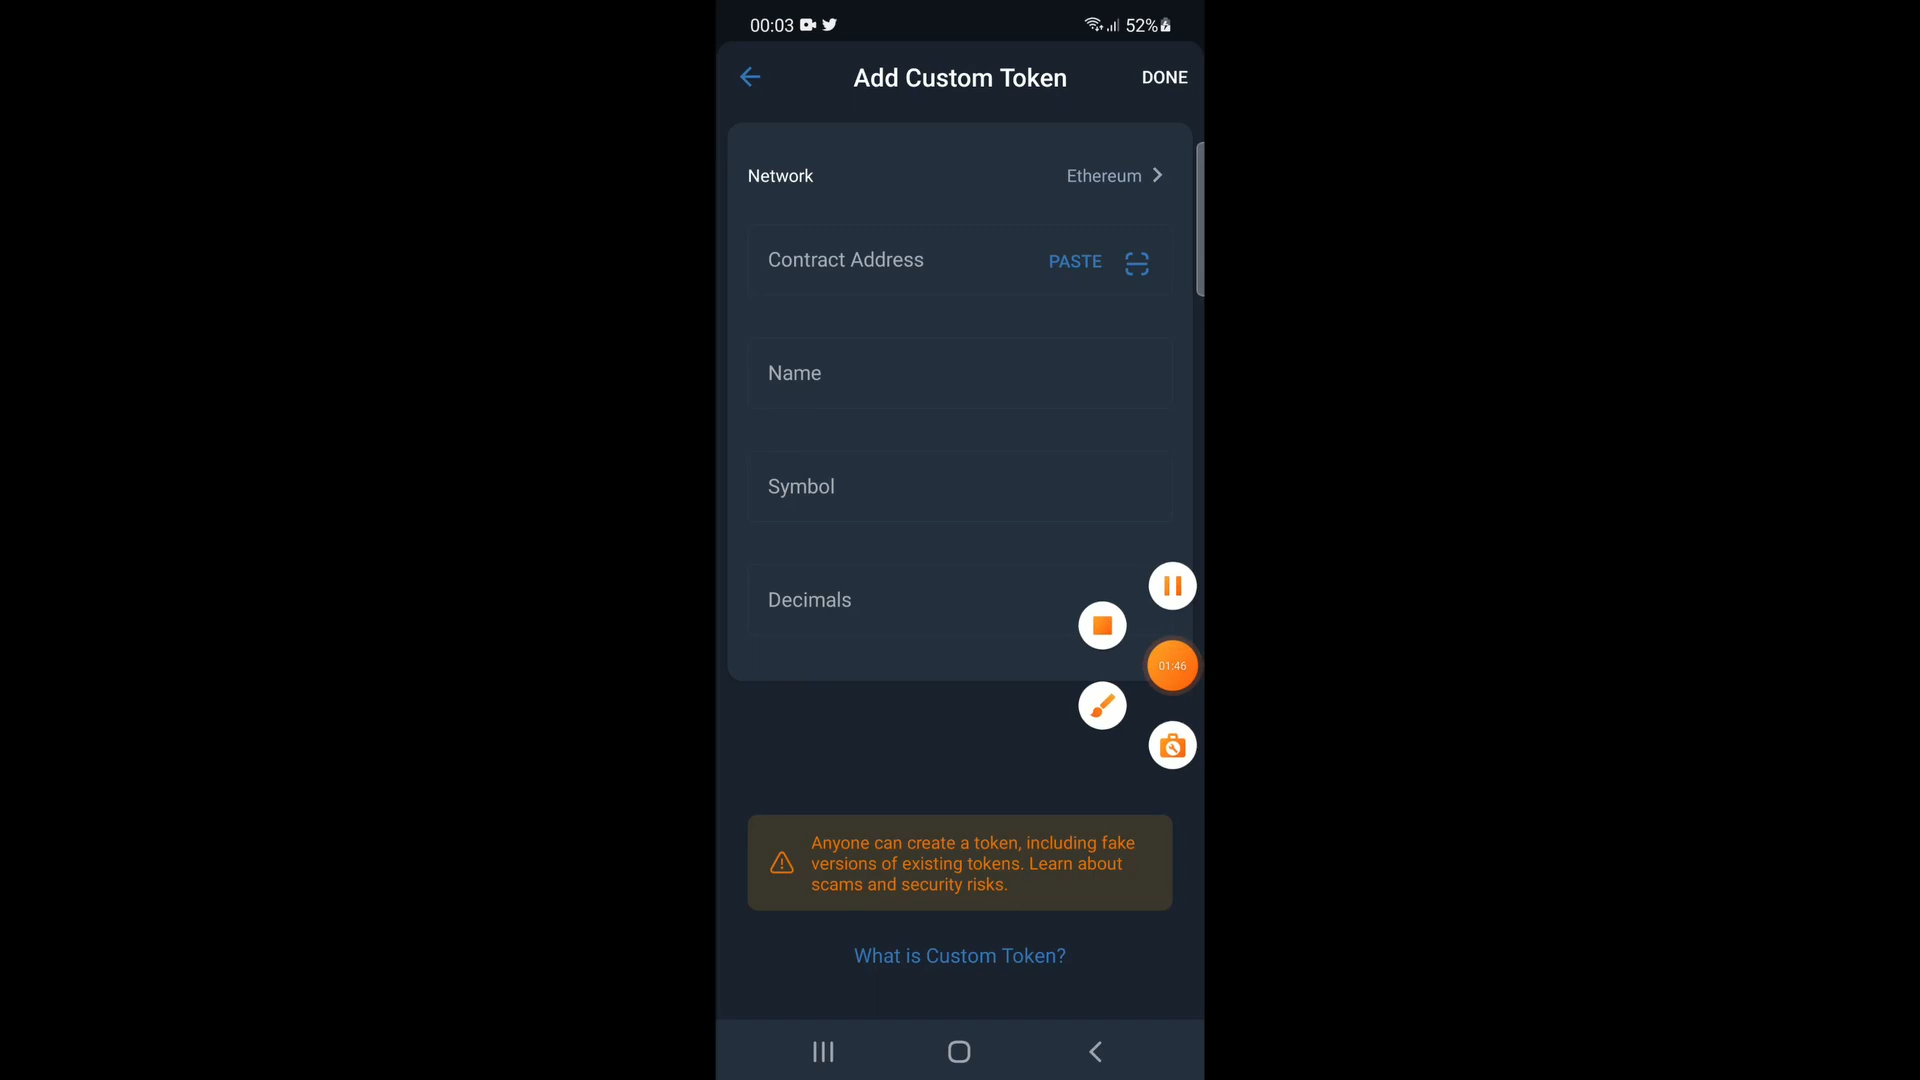 00:03
52%
Add Custom Token
DONE
Network
Ethereum
Contract Address
PASTE
Name
Symbol
Decimals
01:46
Anyone can create a token, including fake
versions of existing tokens. Learn about
scams and security risks.
What is Custom Token?